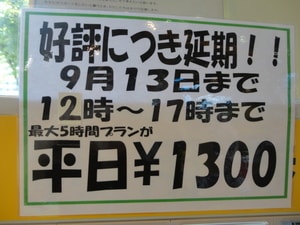 好評につき延期！！
9月13日まで
12時～17時まで
最大5時間プランが
平日￥1300